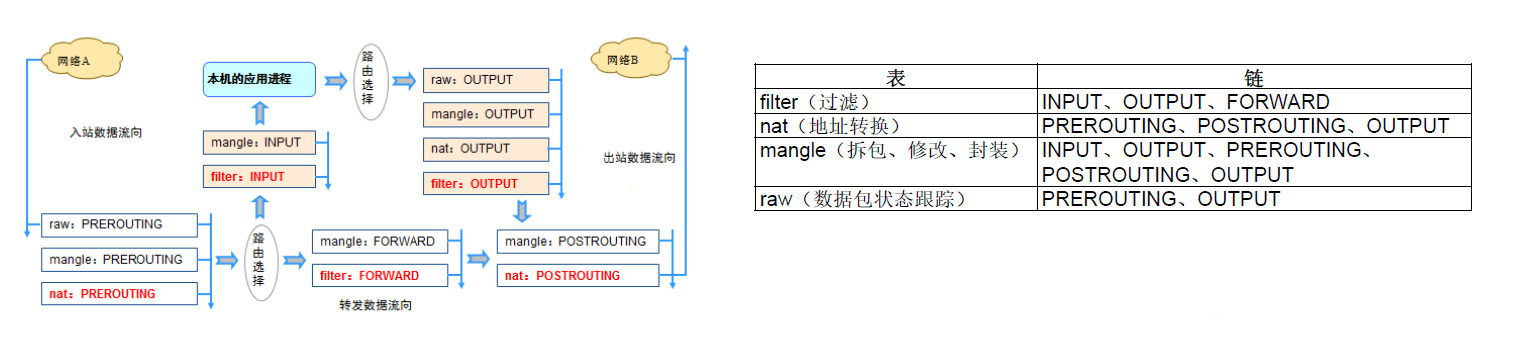 网络A
入站数据流向
本机的应用进程
路由选择
raw：OUTPUT
mangle：OUTPUT
nat：OUTPUT
filter：OUTPUT
mangle：INPUT
filter：INPUT
网络B
出站数据流向
raw：PREROUTING
mangle：PREROUTING
nat：PREROUTING
路由选择
mangle：FORWARD
filter：FORWARD
转发数据流向
mangle：POSTROUTING
nat：POSTROUTING
表 链
filter（过滤） INPUT、OUTPUT、FORWARD
nat（地址转换） PREROUTING、POSTROUTING、OUTPUT
mangle（拆包、修改、封装） INPUT、OUTPUT、PREROUTING、
POSTROUTING、OUTPUT
raw（数据包状态跟踪） PREROUTING、OUTPUT